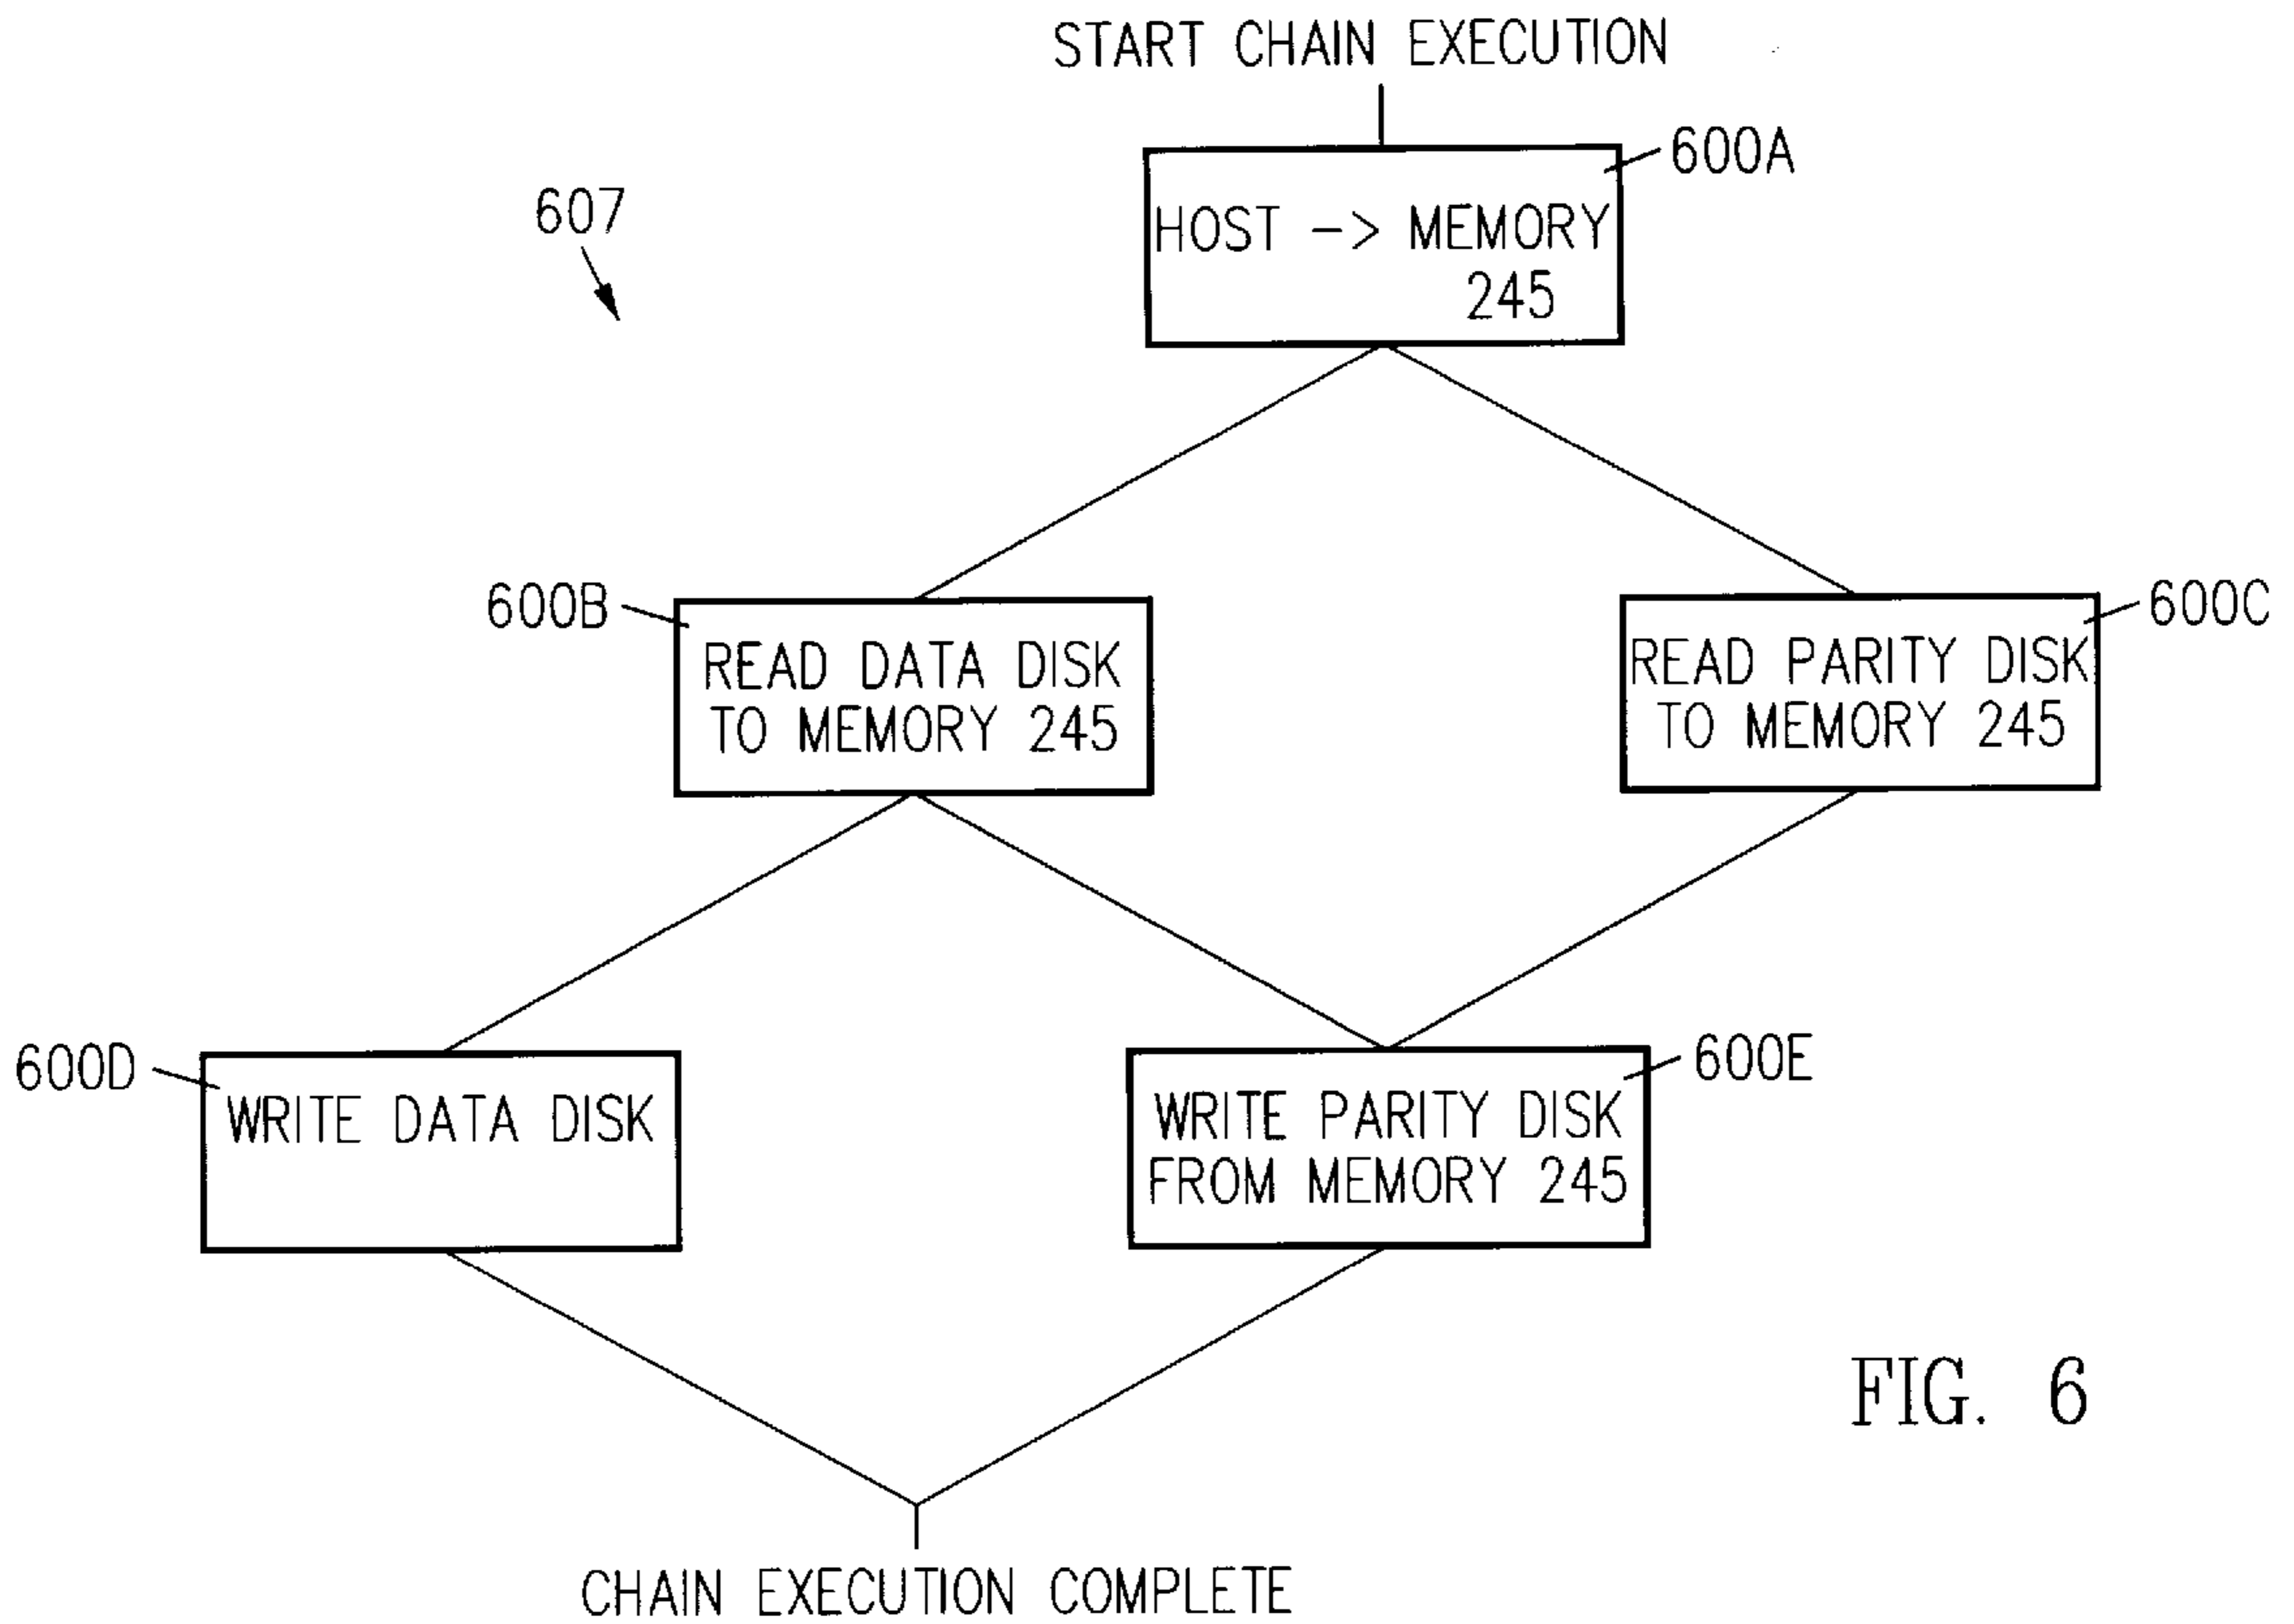 START CHAIN EXECUTION
600A
HOST -> MEMORY
245
607
600B
READ DATA DISK
TO MEMORY 245
600C
READ PARITY DISK
TO MEMORY 245
600D
WRITE DATA DISK
600E
WRITE PARITY DISK
FROM MEMORY 245
FIG. 6
CHAIN EXECUTION COMPLETE